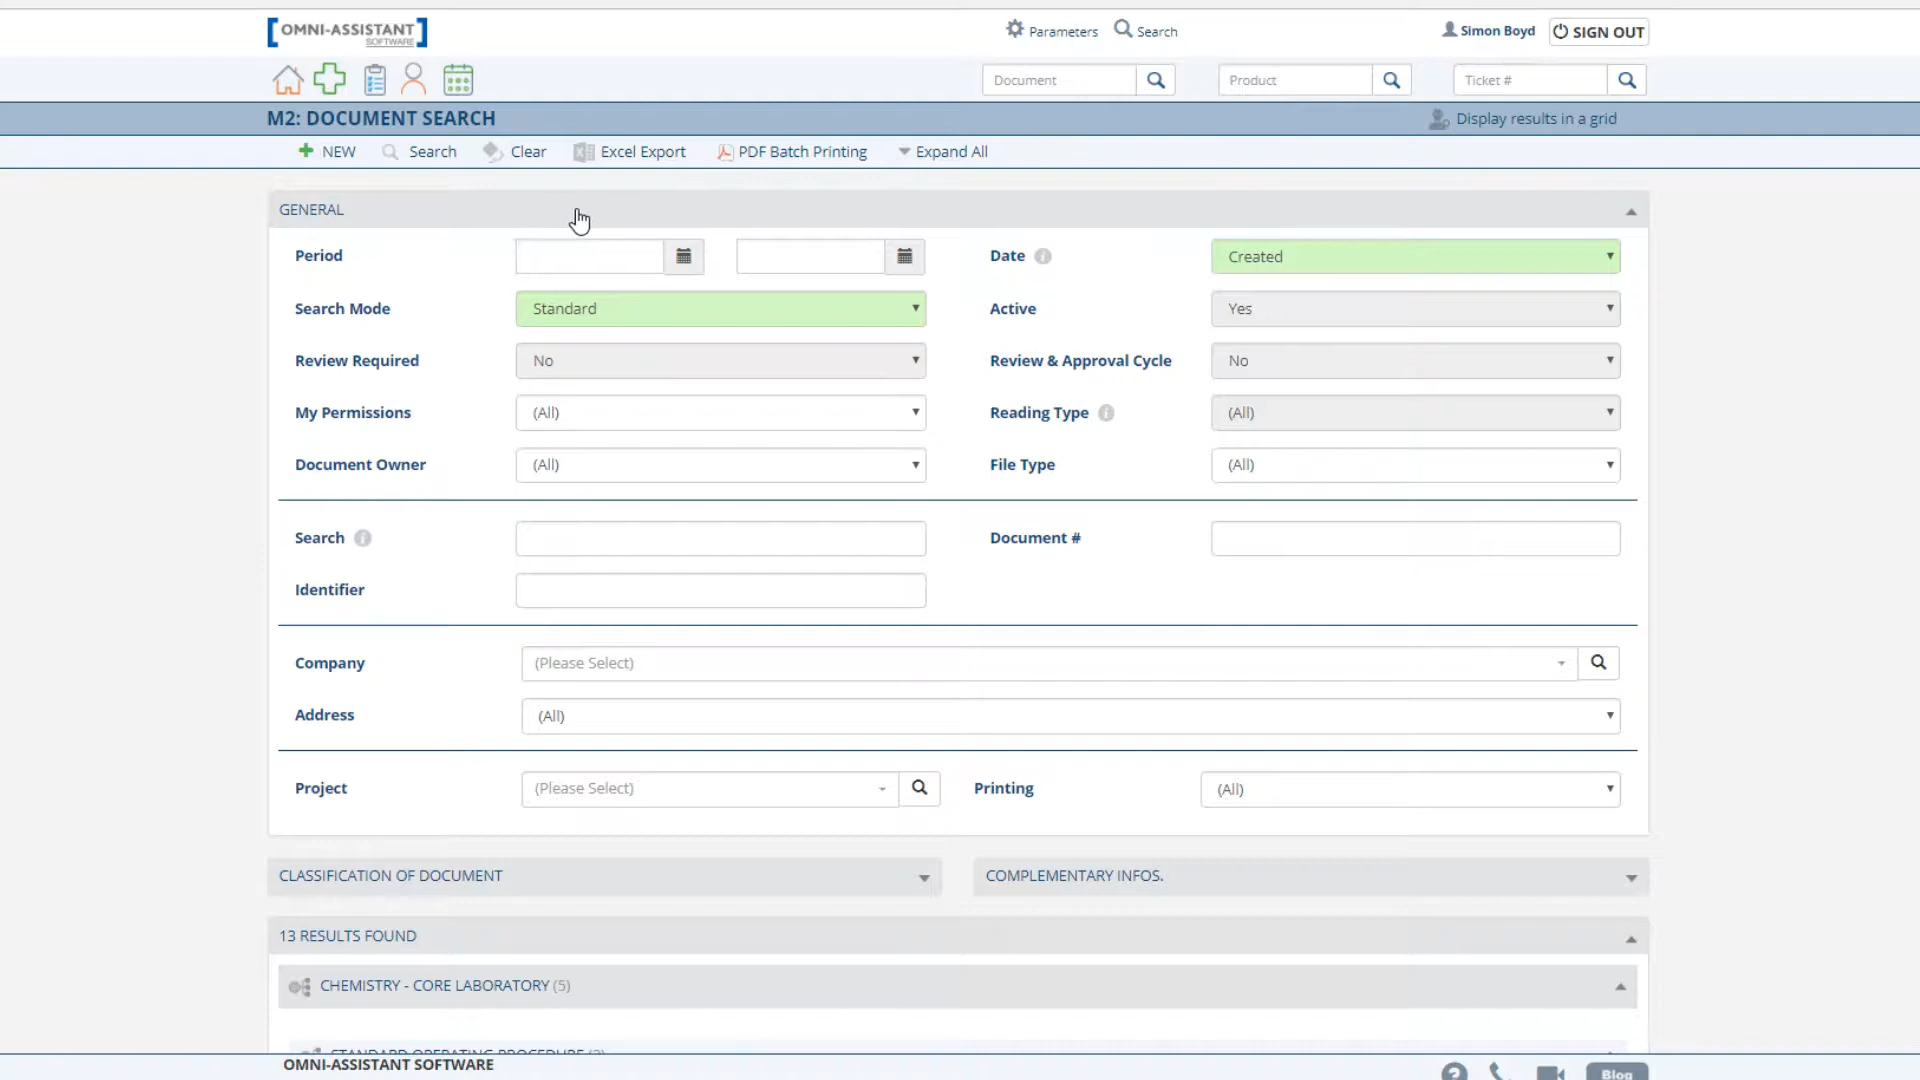 OMNI-ASSISTANT
SOFTWARE
Parameters
Search
Simon Boyd
SIGN OUT
Document
Product
Ticket #
M2: DOCUMENT SEARCH
Display results in a grid
NEW
Search
Clear
Excel Export
PDF Batch Printing
Expand All
GENERAL
Period
Date
Created
Search Mode
Standard
Active
Yes
Review Required
No
Review & Approval Cycle
No
My Permissions
(All)
Reading Type
(All)
Document Owner
(All)
File Type
(All)
Search
Document #
Identifier
Company
(Please Select)
Address
(All)
Project
(Please Select)
Printing
(All)
CLASSIFICATION OF DOCUMENT
COMPLEMENTARY INFOS.
13 RESULTS FOUND
CHEMISTRY - CORE LABORATORY (5)
STANDARD OPERATING PROCEDURE
OMNI-ASSISTANT SOFTWARE
Blog